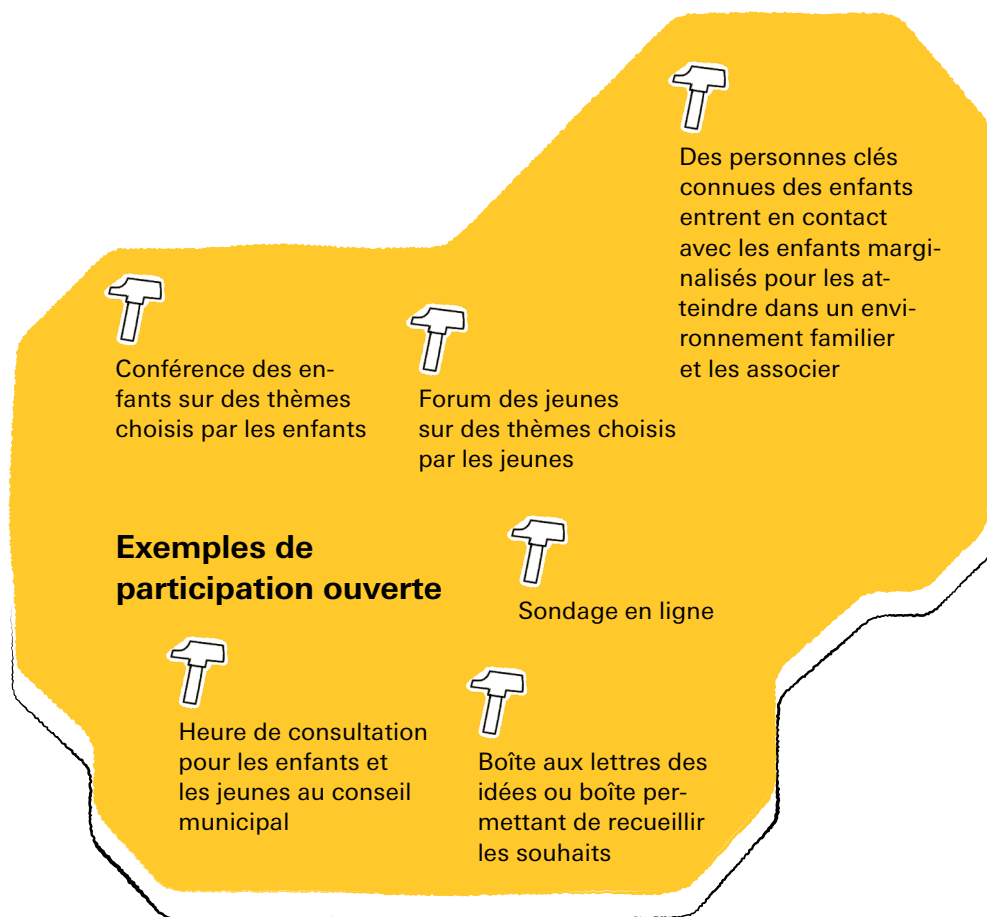 Des personnes clés
connues des enfants
entrent en contact
avec les enfants margi-
nalisés pour les at-
teindre dans un envi-
ronnement familier
et les associer
Conférence des en-
fants sur des thèmes
choisis par les enfants
Forum des jeunes
sur des thèmes choisis
par les jeunes
Exemples de
participation ouverte
Sondage en ligne
Heure de consultation
pour les enfants et
les jeunes au conseil
municipal
Boîte aux lettres des
idées ou boîte per-
mettant de recueillir
les souhaits